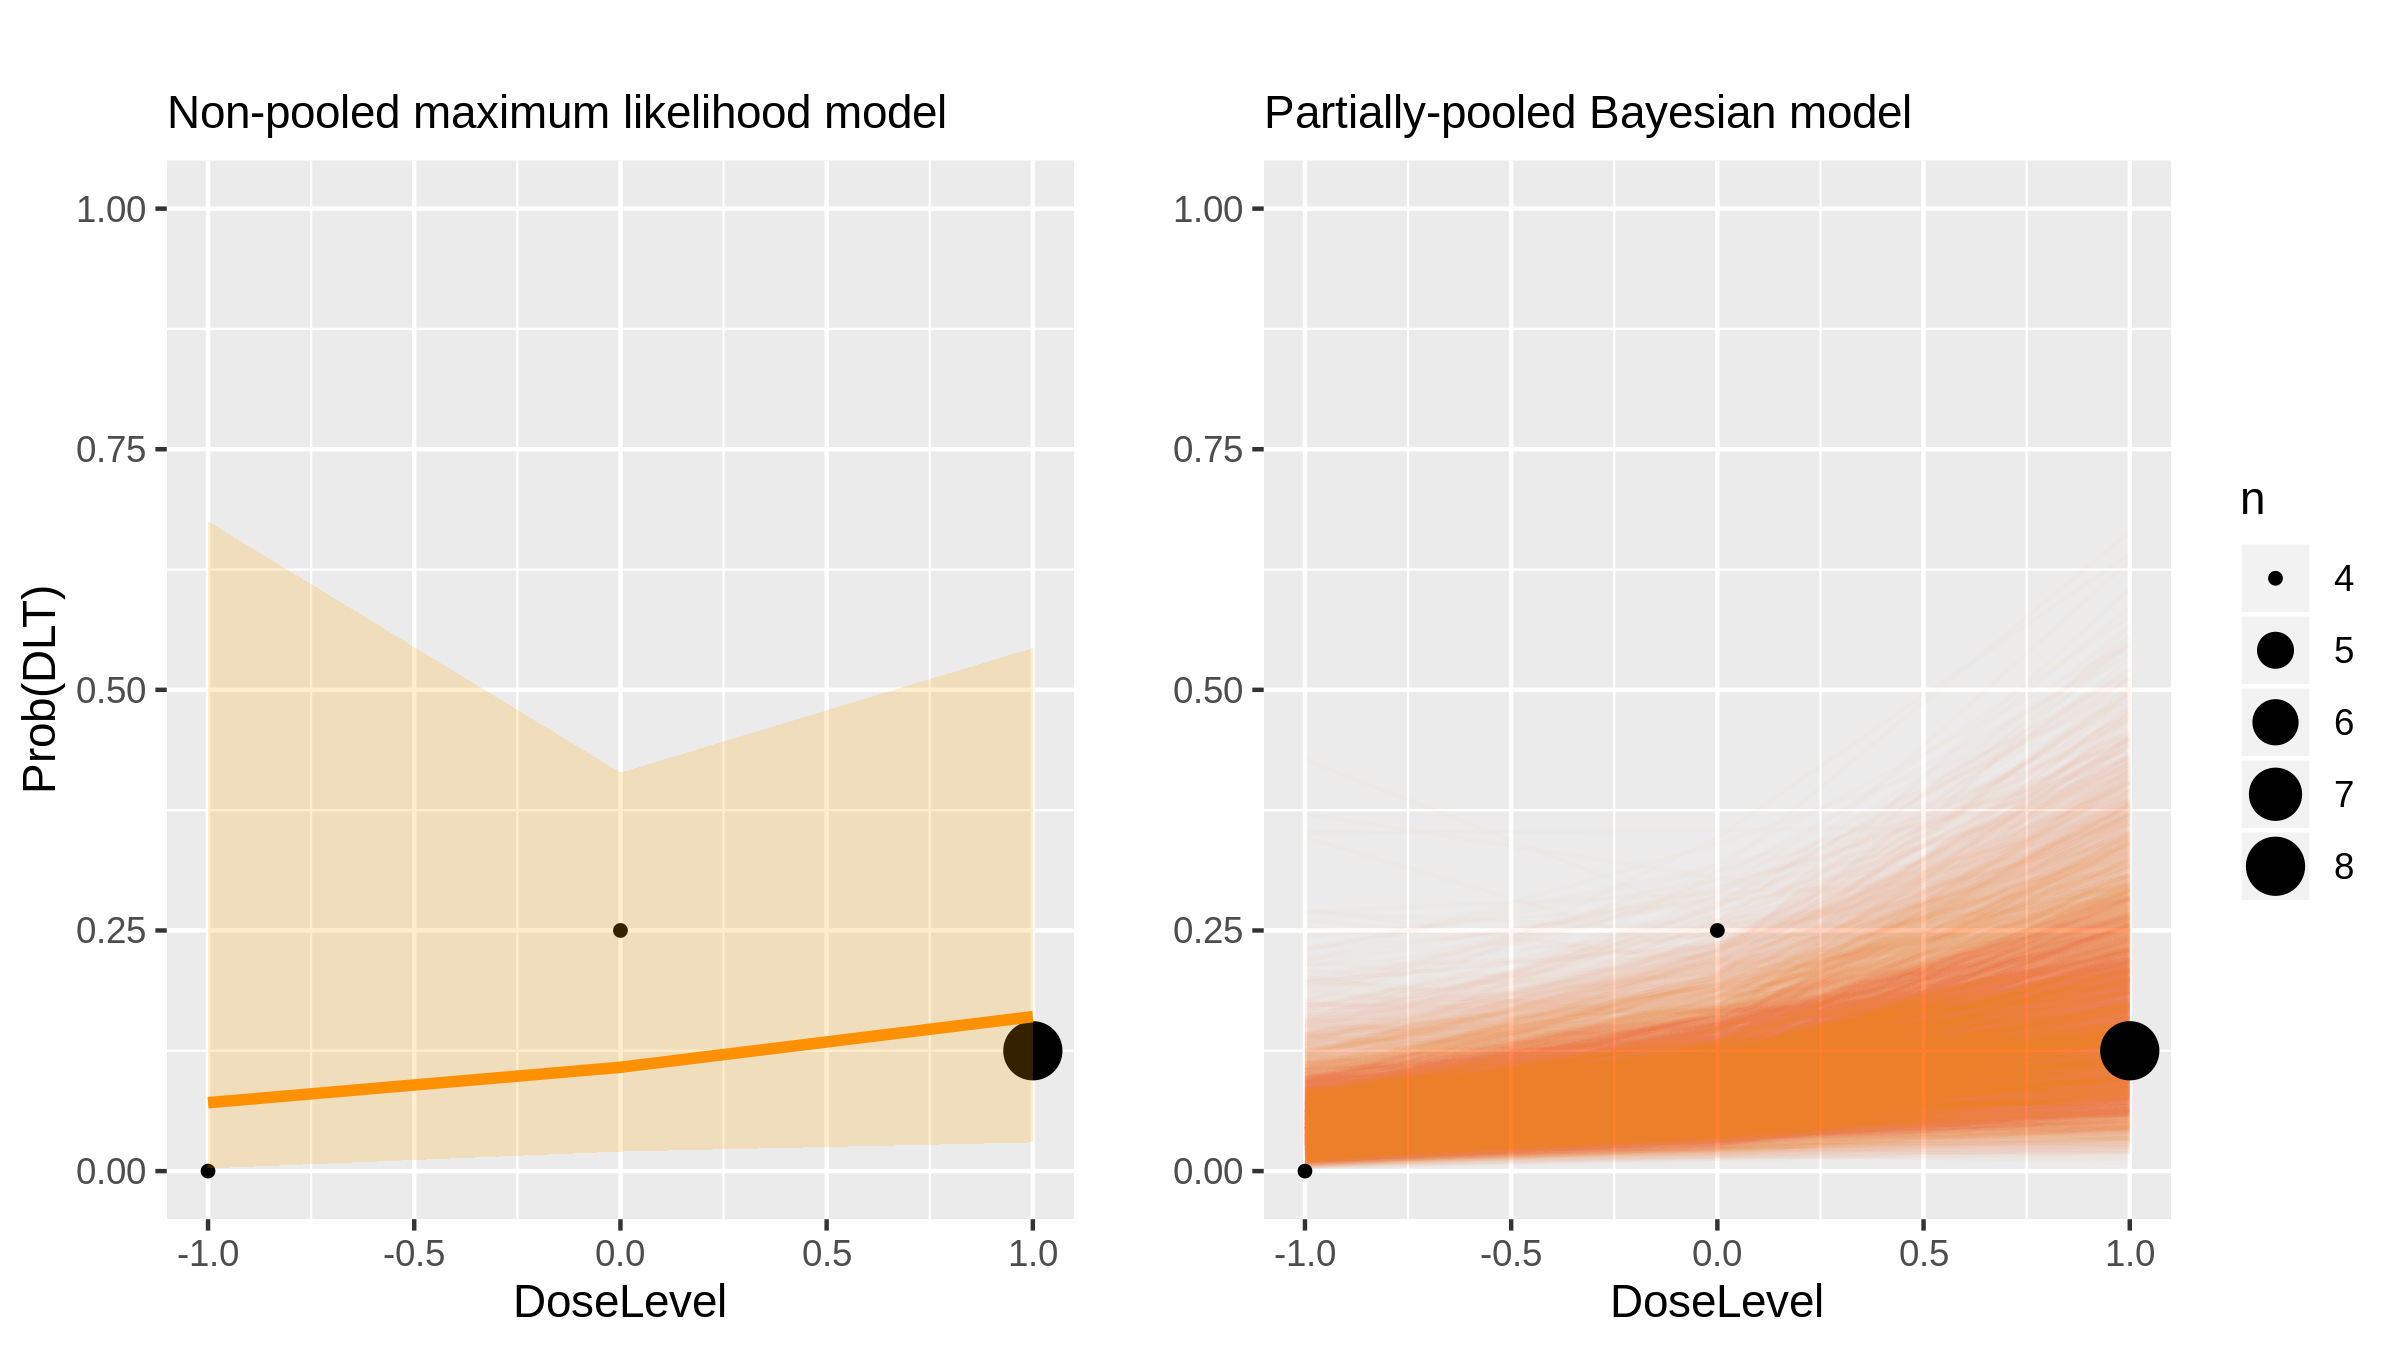 Non-pooled maximum likelihood model
Prob(DLT)
1.00
0.75
0.50
0.25
0.00
-1.0 -0.5 0.0 0.5 1.0
DoseLevel
Partially-pooled Bayesian model
1.00
0.75
0.50
0.25
0.00
-1.0 -0.5 0.0 0.5 1.0
DoseLevel
n
4
5
6
7
8